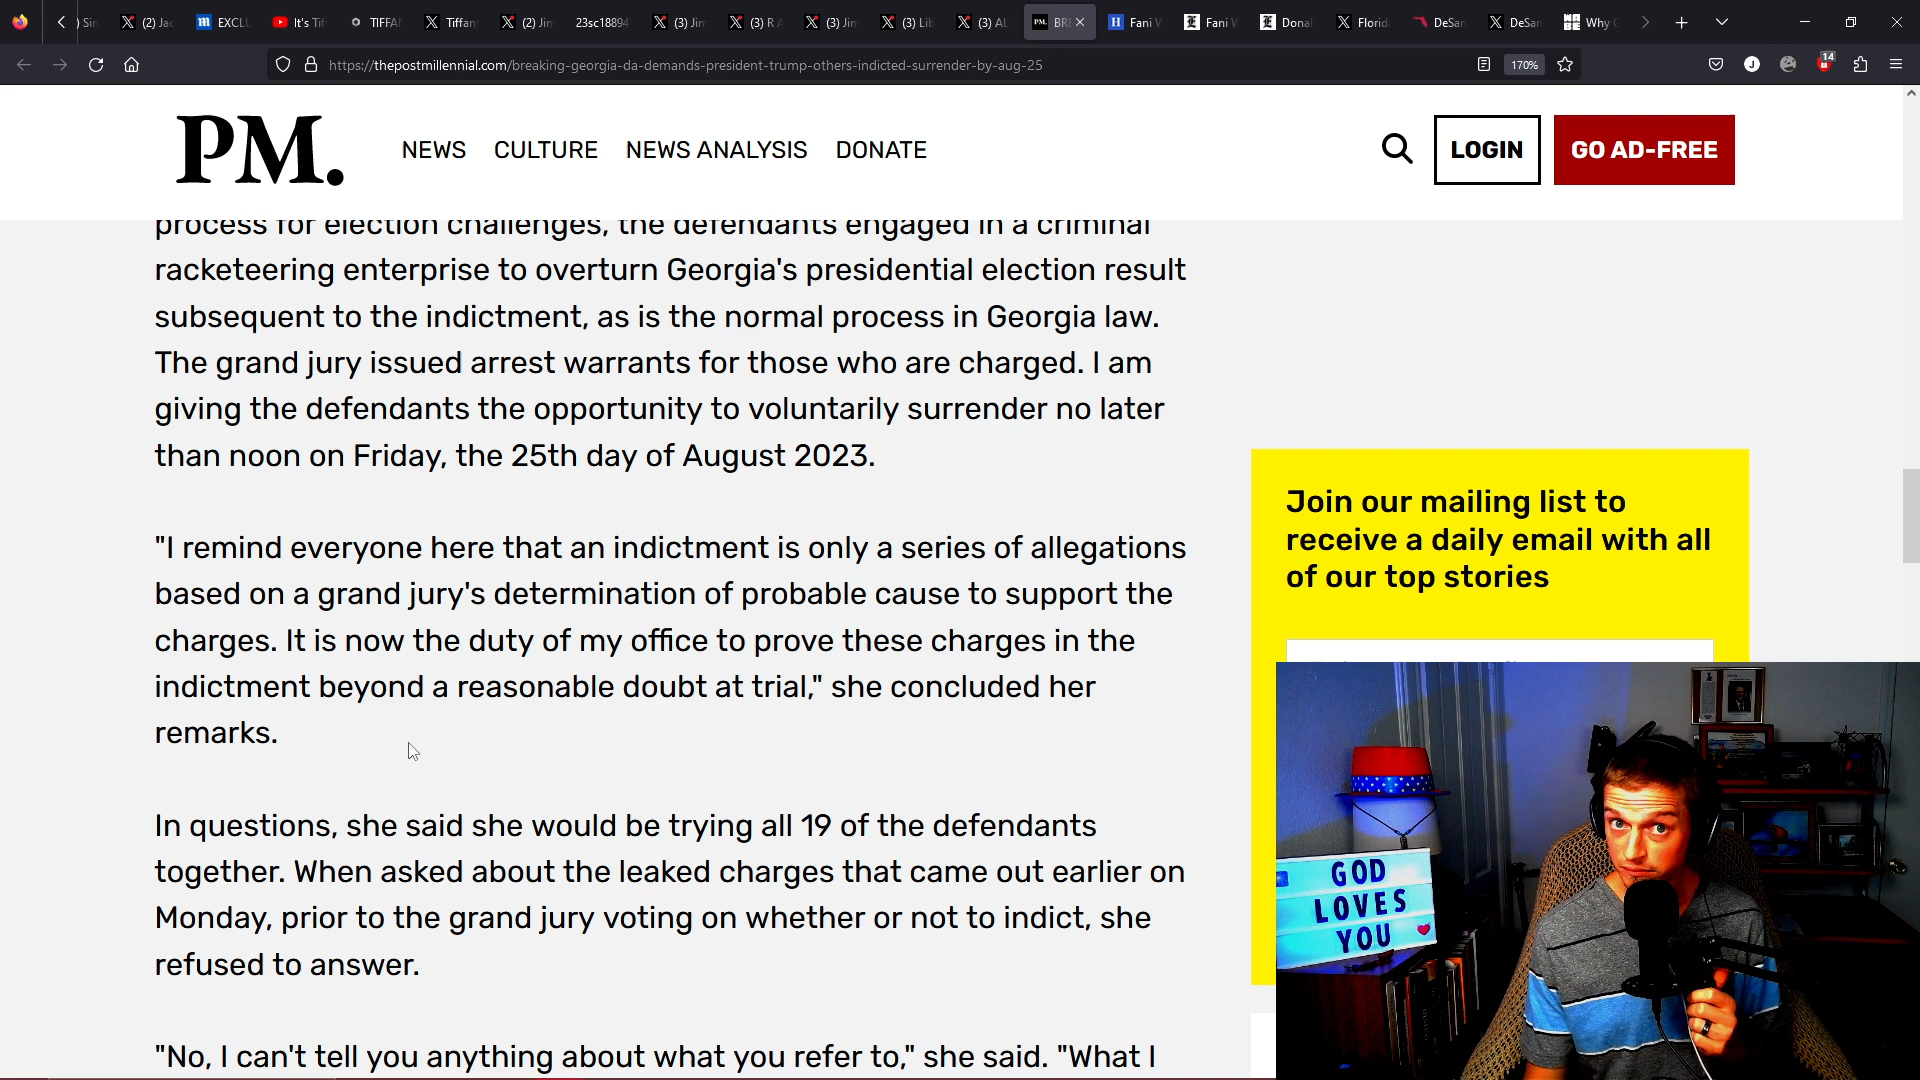 ) Sin
(2) Jac
EXCLU
It's Tif
TIFFA
Tiffan
(2) Jin
23sc18894
(3) Jin
(3) R A
(3) Jin
(3) Lib
(3) AL
PM.
BRE
Fani W
Fani W
Donal
Florid
DeSan
DeSan
Why
https://thepostmillennial.com/breaking-georgia-da-demands-president-trump-others-indicted-surrender-by-aug-25
170%
J
14
PM.
NEWS
CULTURE
NEWS ANALYSIS
DONATE
LOGIN
GO AD-FREE
process for election challenges, the defendants engaged in a criminal
racketeering enterprise to overturn Georgia's presidential election result
subsequent to the indictment, as is the normal process in Georgia law.
The grand jury issued arrest warrants for those who are charged. I am
giving the defendants the opportunity to voluntarily surrender no later
than noon on Friday, the 25th day of August 2023.
"I remind everyone here that an indictment is only a series of allegations
based on a grand jury's determination of probable cause to support the
charges. It is now the duty of my office to prove these charges in the
indictment beyond a reasonable doubt at trial," she concluded her
remarks.
In questions, she said she would be trying all 19 of the defendants
together. When asked about the leaked charges that came out earlier on
Monday, prior to the grand jury voting on whether or not to indict, she
refused to answer.
"No, I can't tell you anything about what you refer to," she said. "What I
Join our mailing list to
receive a daily email with all
of our top stories
GOD
LOVES
YOU